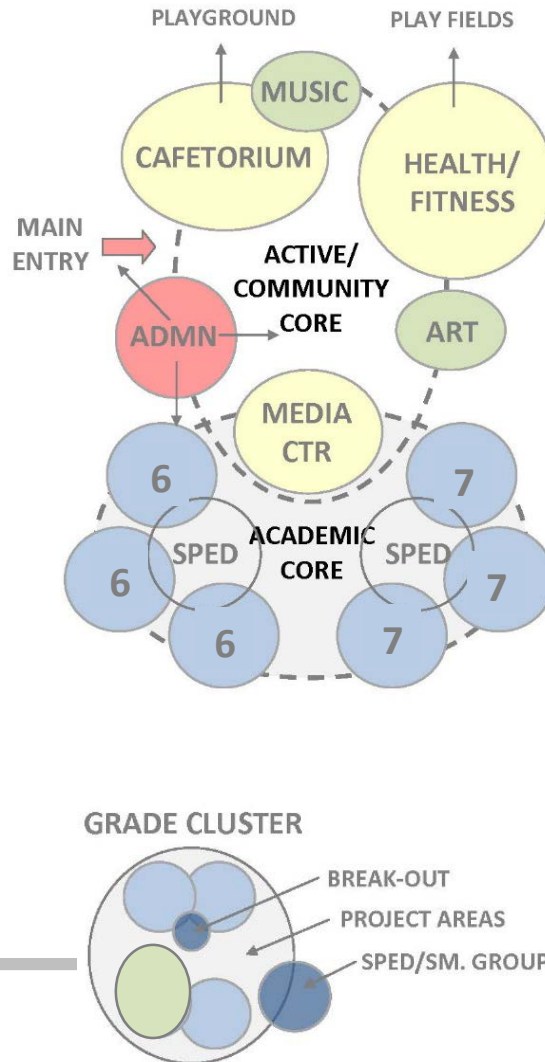 PLAYGROUND
PLAY FIELDS
MUSIC
CAFETORIUM
HEALTH/
FITNESS
MAIN
ENTRY
ACTIVE/
COMMUNITY
CORE
ADMN
ART
MEDIA
CTR
6
7
SPED
ACADEMIC
CORE
SPED
6
7
6
7
GRADE CLUSTER
BREAK-OUT
PROJECT AREAS
SPED/SM. GROUP